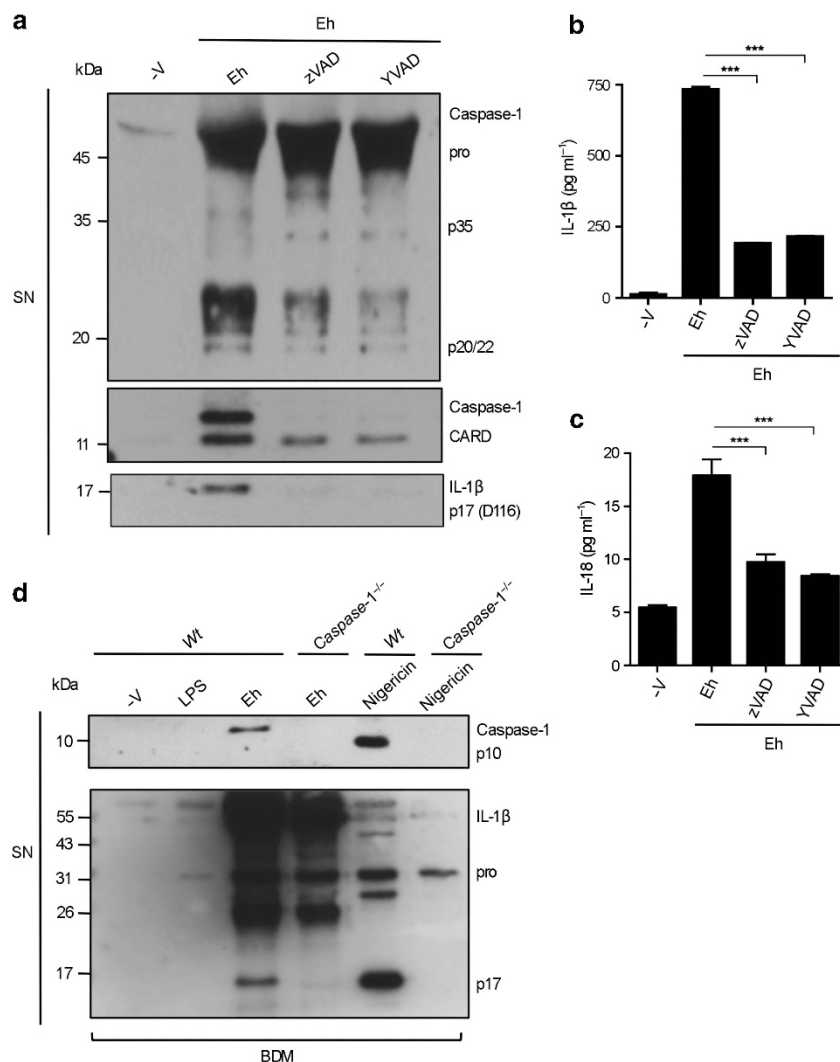 a
Eh
kDa
-V
Eh
zVAD
YVAD
Caspase-1
pro
45
35
p35
SN
20
p20/22
Caspase-1
CARD
11
17
IL-1β
p17 (D116)
b
***
***
750
500
250
0
IL-1β (pg ml⁻¹)
-V
Eh
zVAD
YVAD
Eh
c
***
***
20
15
10
5
0
IL-18 (pg ml⁻¹)
-V
Eh
zVAD
YVAD
Eh
d
Wt
Caspase-1⁻/⁻
Wt
Caspase-1⁻/⁻
kDa
-V
LPS
Eh
Eh
Nigericin
Nigericin
Caspase-1
10
p10
SN
55
IL-1β
43
31
pro
26
17
p17
BDM